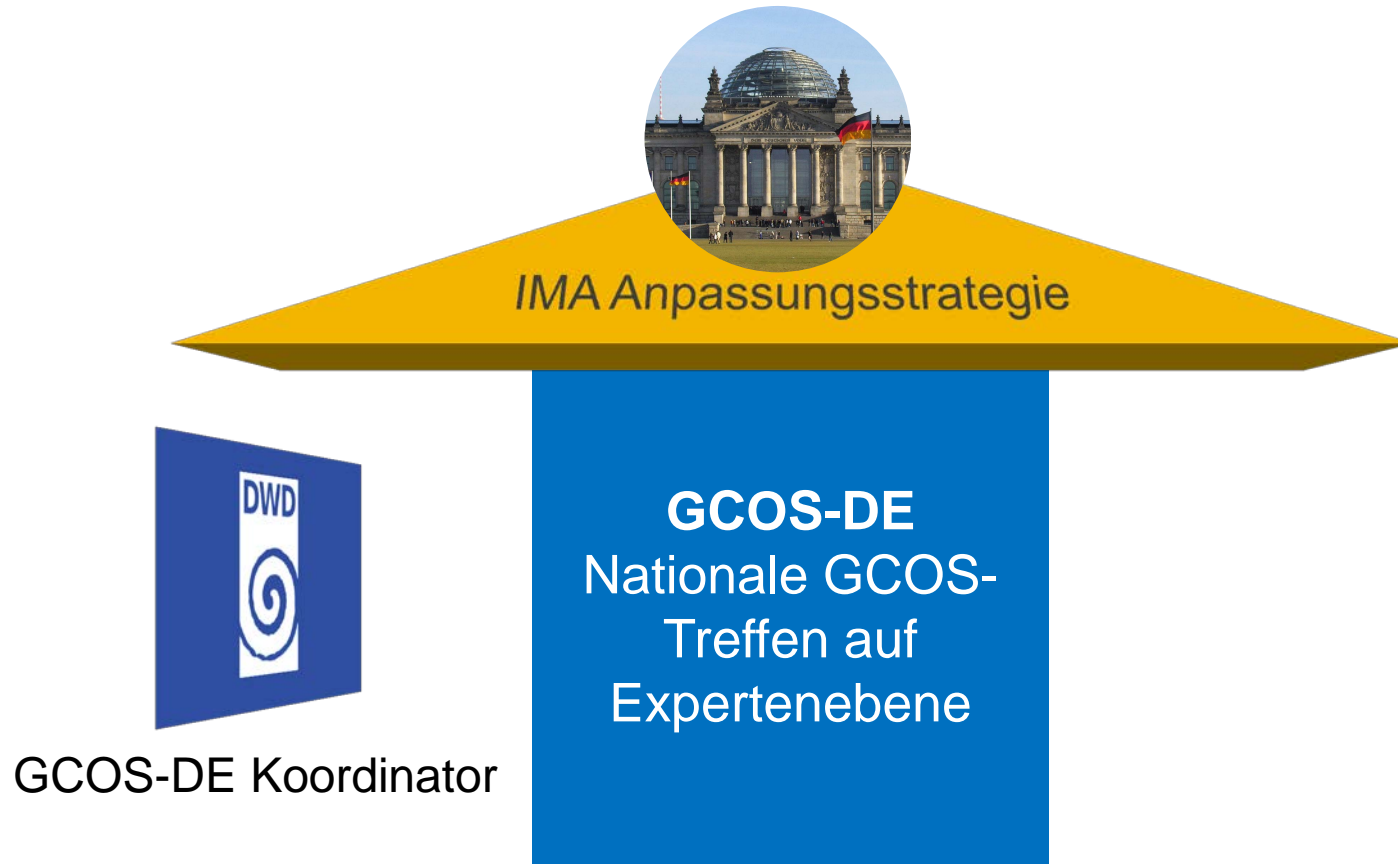 IMA Anpassungsstrategie
DWD
GCOS-DE
Nationale GCOS-
Treffen auf
Expertenebene
GCOS-DE Koordinator